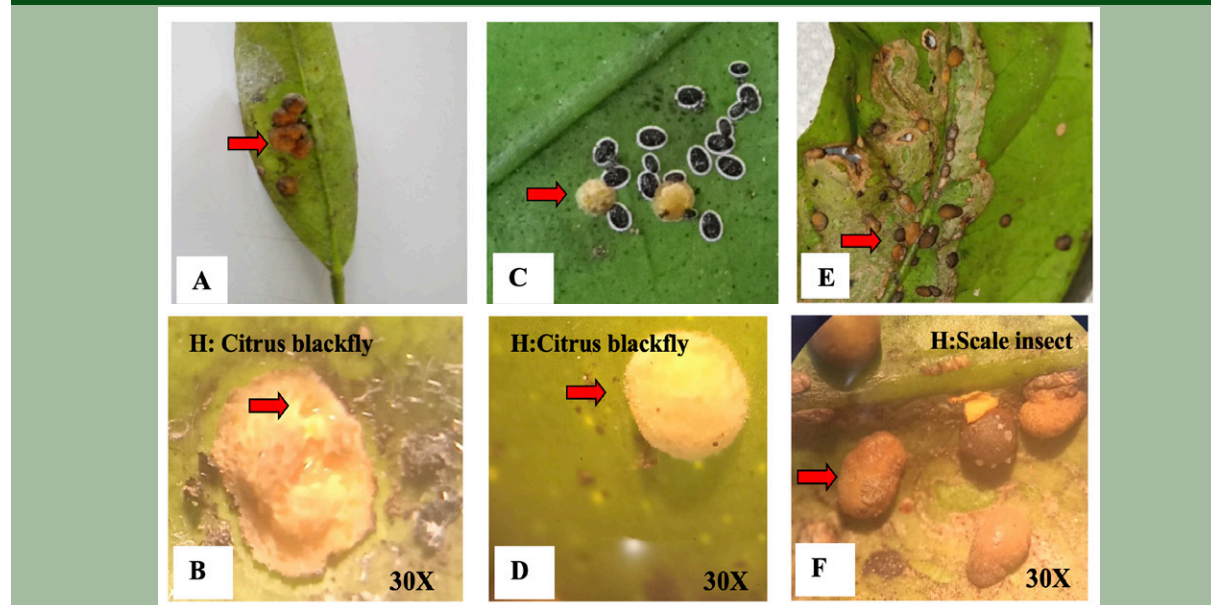 A
C
E
H: Citrus blackfly
B
30X
H:Citrus blackfly
D
30X
H:Scale insect
F
30X